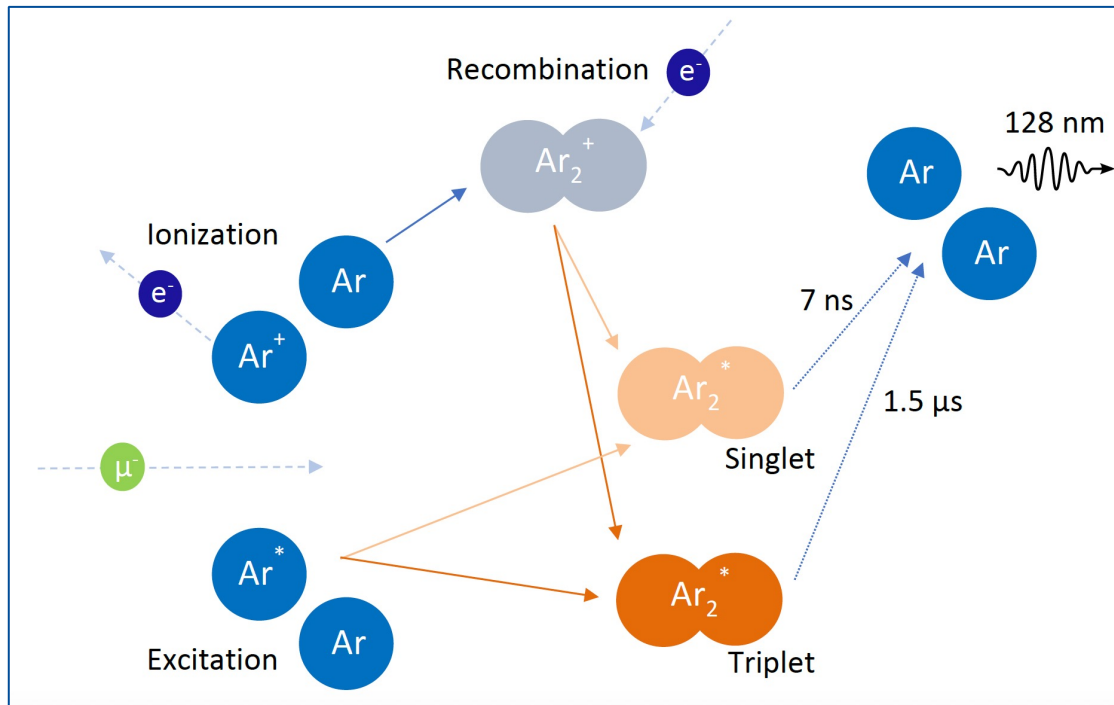 Recombination
e⁻
128 nm
Ar₂⁺
Ar
Ionization
Ar
Ar
e⁻
7 ns
Ar⁺
Ar₂*
1.5 µs
Singlet
µ⁻
Ar*
Ar₂*
Ar
Excitation
Triplet